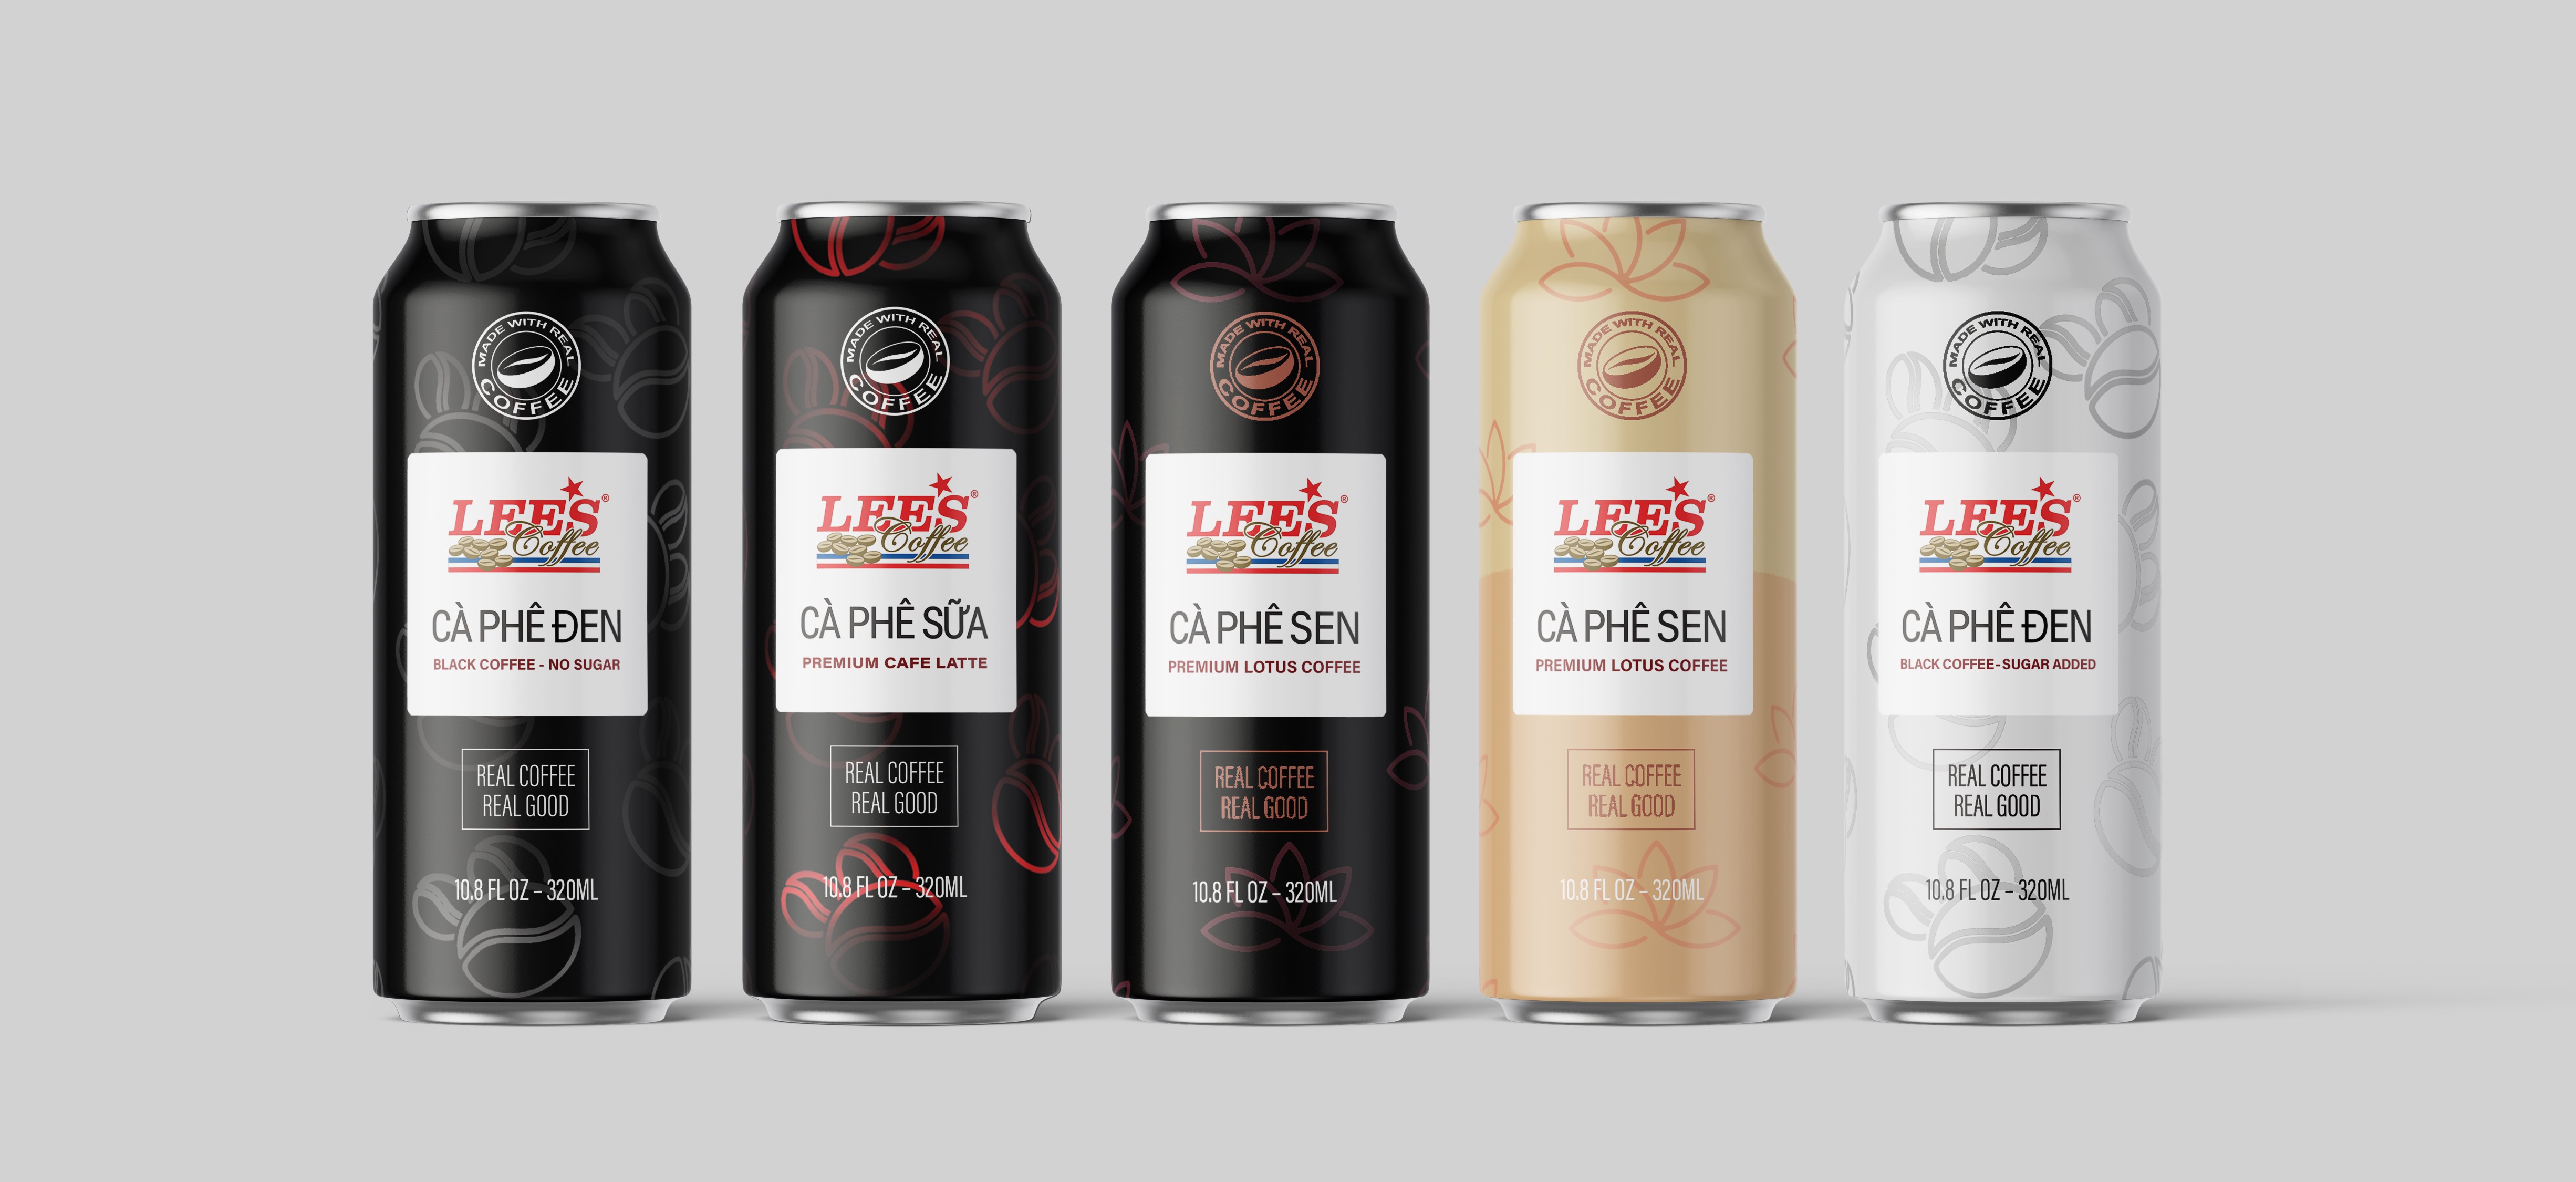 MADE WITH REAL
COFFEE
LEE'S®
Coffee
CÀ PHÊ ĐEN
BLACK COFFEE - NO SUGAR
REAL COFFEE
REAL GOOD
10.8 FL OZ – 320ML
MADE WITH REAL
COFFEE
LEE'S®
Coffee
CÀ PHÊ SỮA
PREMIUM CAFE LATTE
REAL COFFEE
REAL GOOD
10.8 FL OZ – 320ML
MADE WITH REAL
COFFEE
LEE'S®
Coffee
CÀ PHÊ SEN
PREMIUM LOTUS COFFEE
REAL COFFEE
REAL GOOD
10.8 FL OZ – 320ML
MADE WITH REAL
COFFEE
LEE'S®
Coffee
CÀ PHÊ SEN
PREMIUM LOTUS COFFEE
REAL COFFEE
REAL GOOD
10.8 FL OZ – 320ML
MADE WITH REAL
COFFEE
LEE'S®
Coffee
CÀ PHÊ ĐEN
BLACK COFFEE - SUGAR ADDED
REAL COFFEE
REAL GOOD
10.8 FL OZ – 320ML